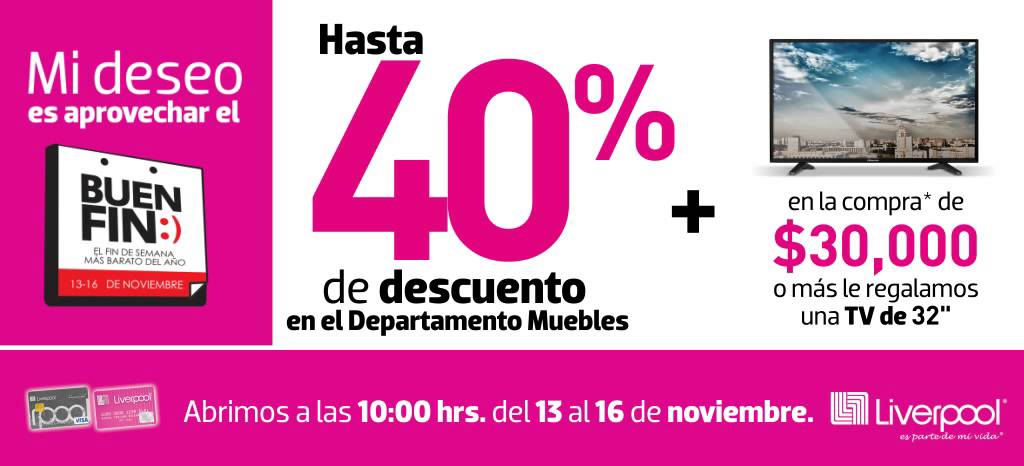 Mi deseo
es aprovechar el
BUEN
FIN:)
EL FIN DE SEMANA
MÁS BARATO DEL AÑO
13-16 DE NOVIEMBRE
Hasta
40%
de descuento
en el Departamento Muebles
+
en la compra* de
$30,000
o más le regalamos
una TV de 32"
Liverpool
VISA
Liverpool
Abrimos a las 10:00 hrs. del 13 al 16 de noviembre.
Liverpool®
es parte de mi vida®